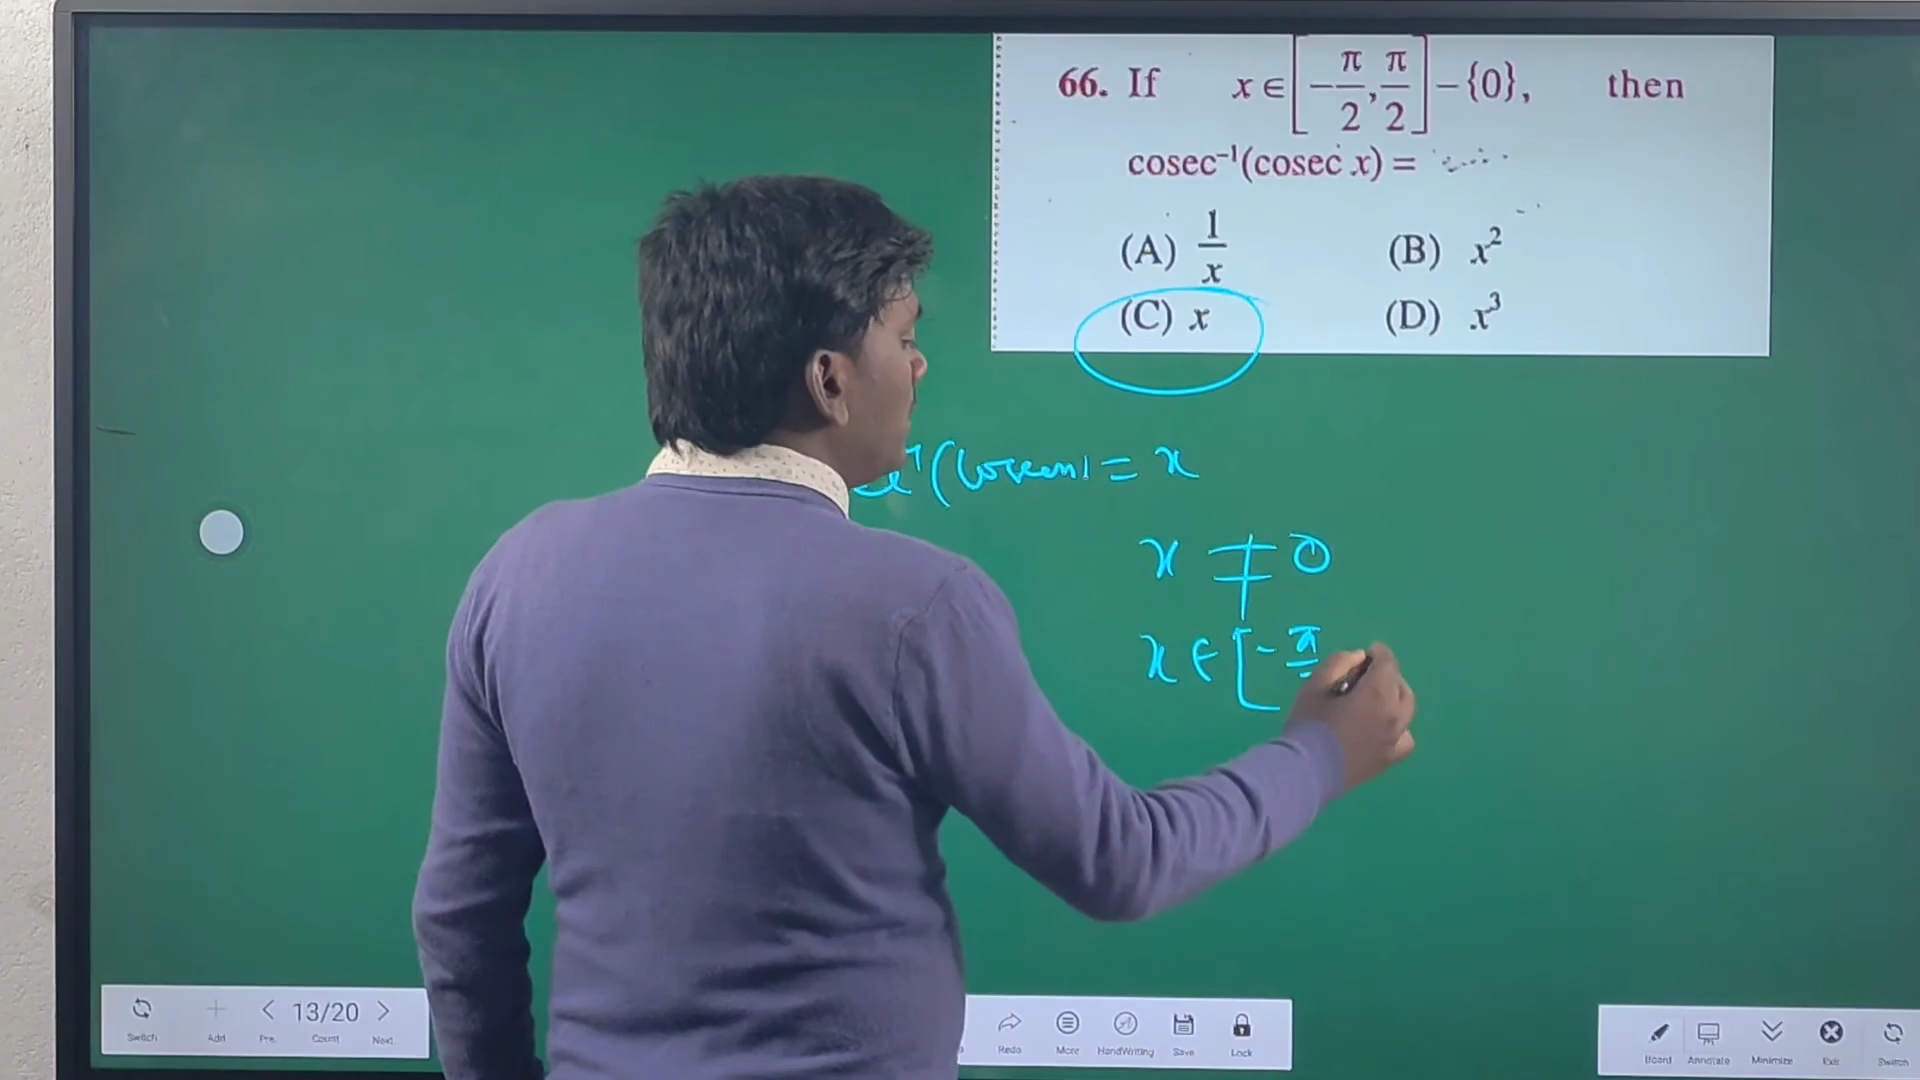 66. If x ∈ [-π/2, π/2] - {0}, then
cosec⁻¹(cosec x) =
(A) 1/x (B) x²
(C) x (D) x³
= x
x ≠ 0
x ∈ [-π
Switch Add < Pre. 13/20 Count > Next
Redo More HandWriting Save Lock
Board Annotate Minimize Exit Switch